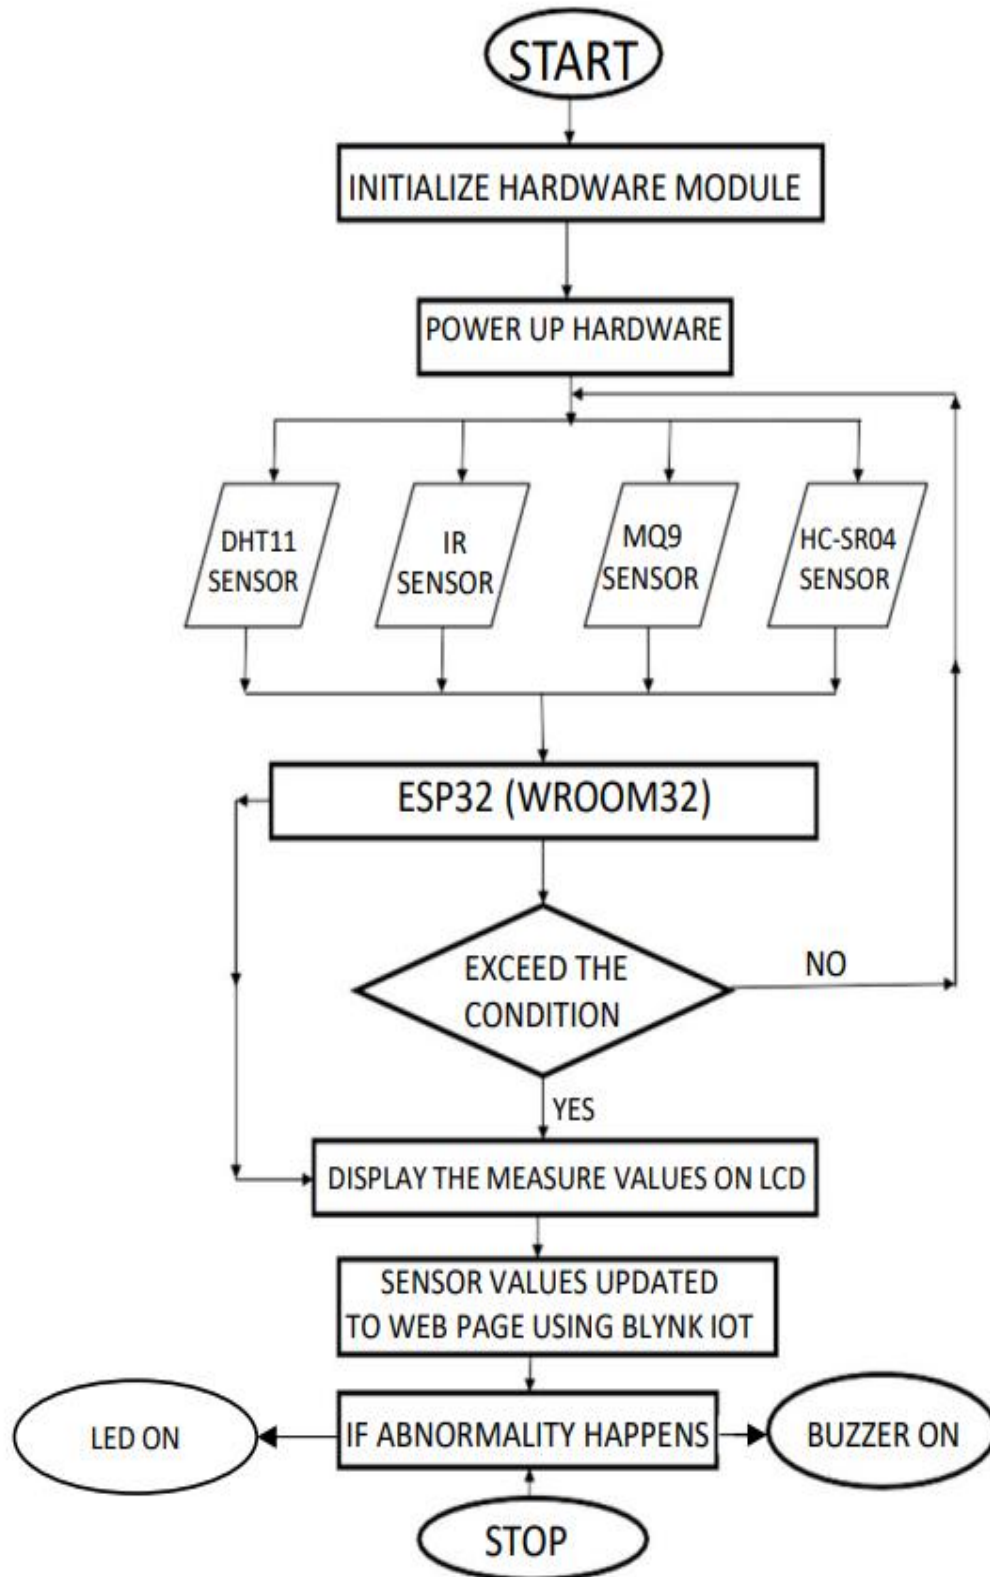 START
INITIALIZE HARDWARE MODULE
POWER UP HARDWARE
DHT11
SENSOR
IR
SENSOR
MQ9
SENSOR
HC-SR04
SENSOR
ESP32 (WROOM32)
EXCEED THE
CONDITION
NO
YES
DISPLAY THE MEASURE VALUES ON LCD
SENSOR VALUES UPDATED
TO WEB PAGE USING BLYNK IOT
LED ON
IF ABNORMALITY HAPPENS
BUZZER ON
STOP